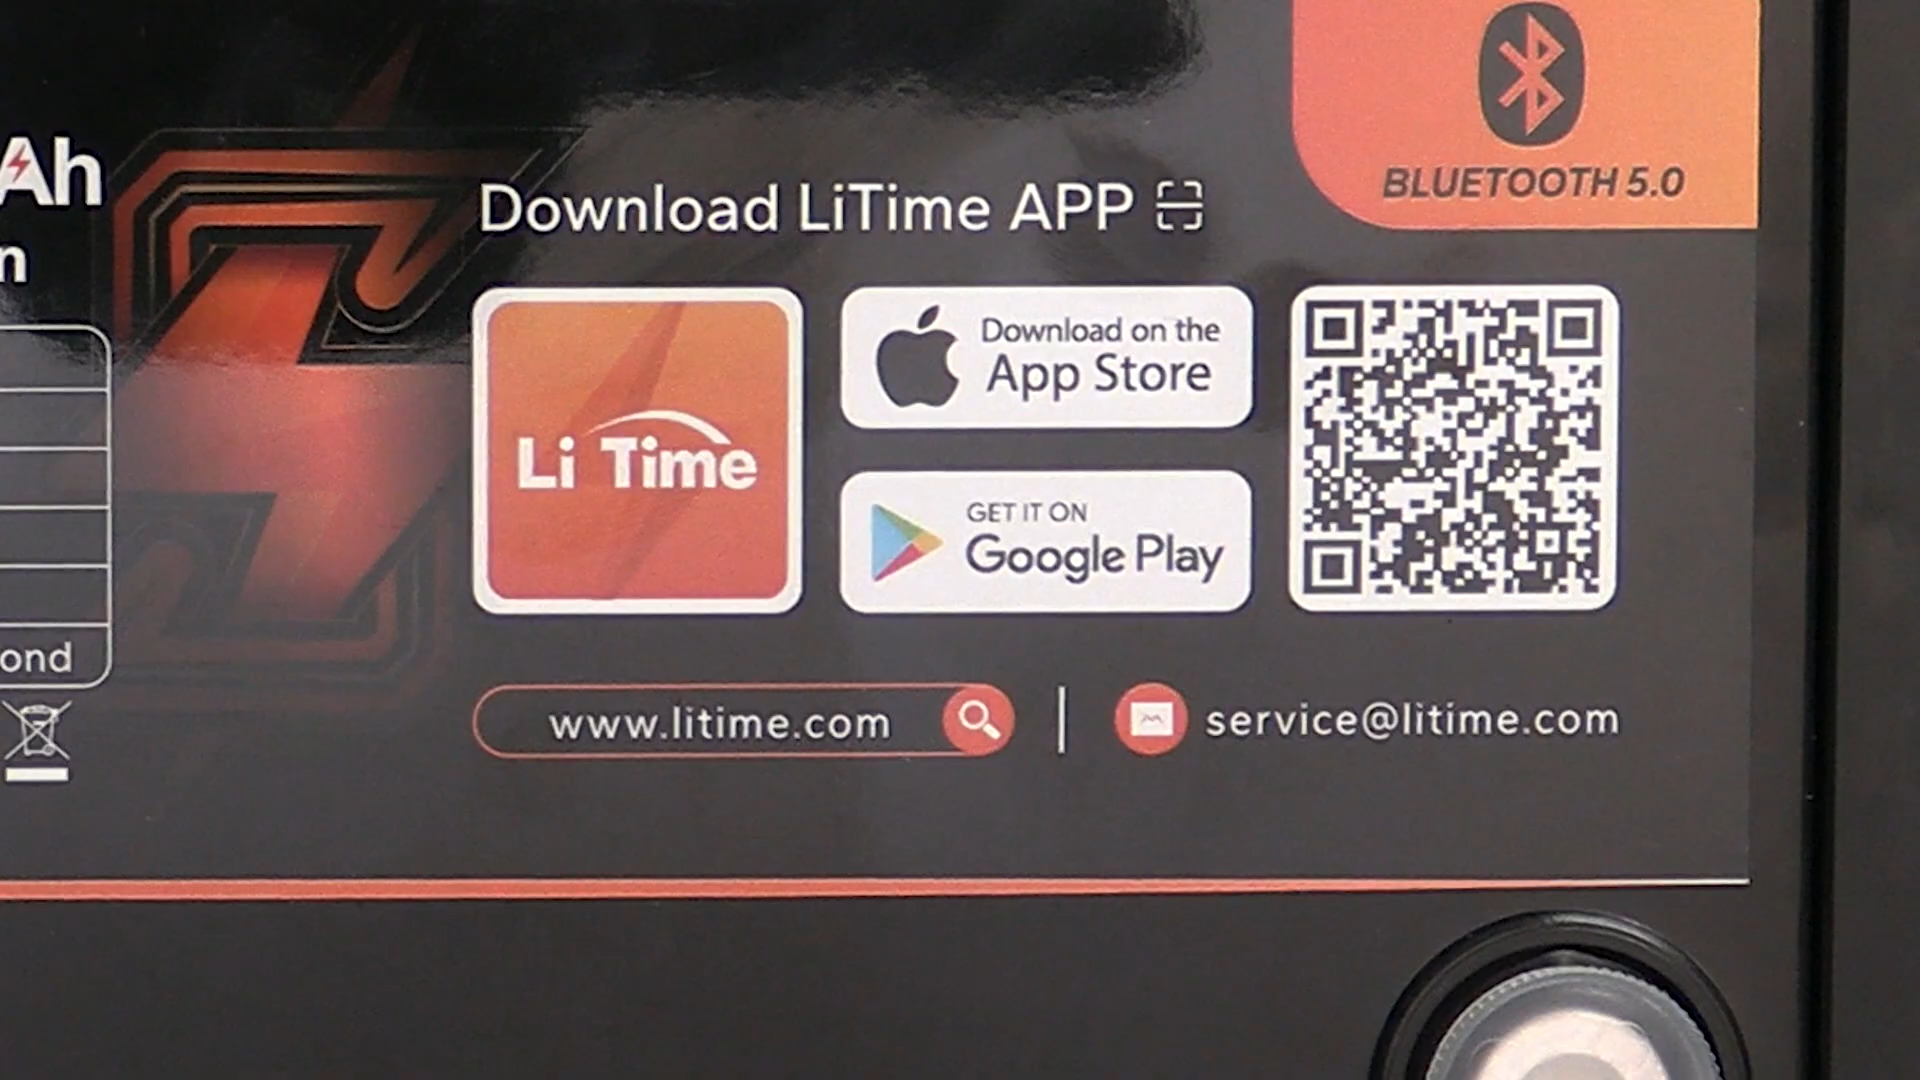 Ah
n
ond
BLUETOOTH 5.0
Download LiTime APP
Li Time
Download on the
App Store
GET IT ON
Google Play
www.litime.com
service@litime.com